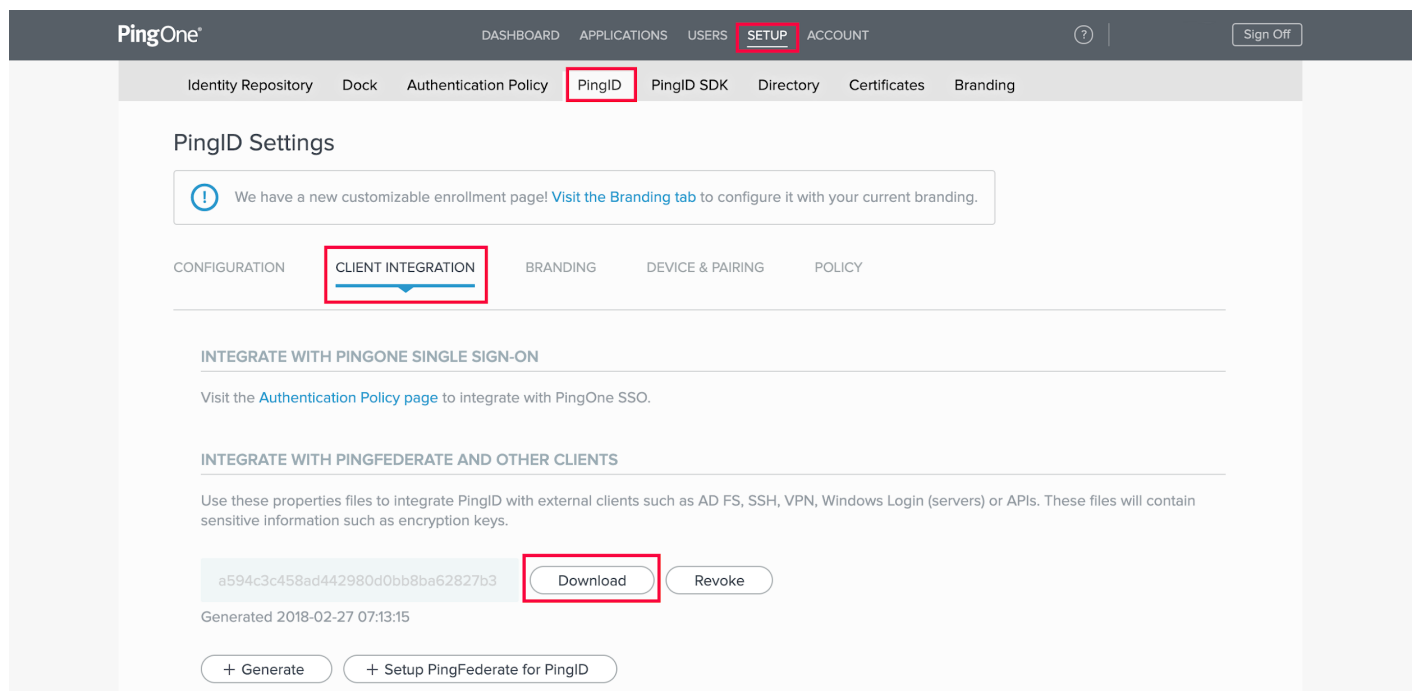 PingOne® DASHBOARD APPLICATIONS USERS SETUP ACCOUNT ? Sign Off
Identity Repository Dock Authentication Policy PingID PingID SDK Directory Certificates Branding
PingID Settings
! We have a new customizable enrollment page! Visit the Branding tab to configure it with your current branding.
CONFIGURATION CLIENT INTEGRATION BRANDING DEVICE & PAIRING POLICY
INTEGRATE WITH PINGONE SINGLE SIGN-ON
Visit the Authentication Policy page to integrate with PingOne SSO.
INTEGRATE WITH PINGFEDERATE AND OTHER CLIENTS
Use these properties files to integrate PingID with external clients such as AD FS, SSH, VPN, Windows Login (servers) or APIs. These files will contain
sensitive information such as encryption keys.
a594c3c458ad442980d0bb8ba62827b3 Download Revoke
Generated 2018-02-27 07:13:15
+ Generate + Setup PingFederate for PingID